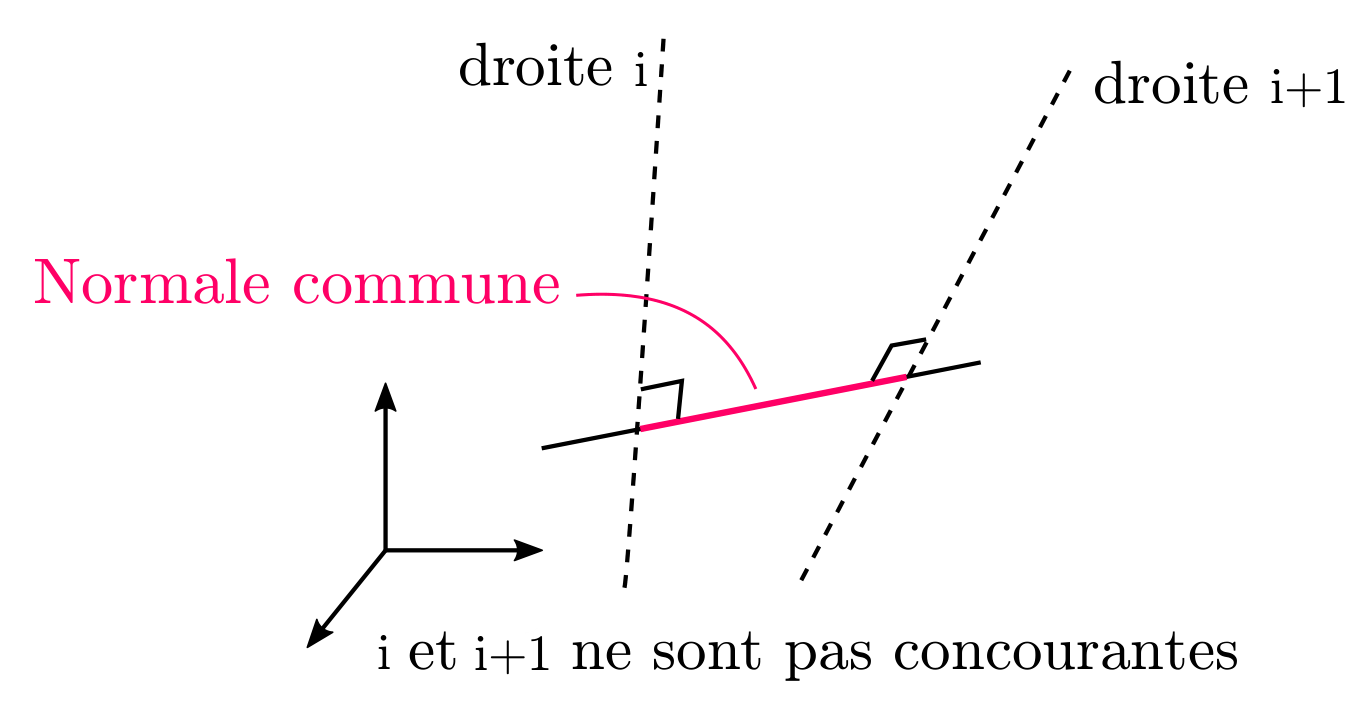 droite i
droite i+1
Normale commune
i et i+1 ne sont pas concourantes